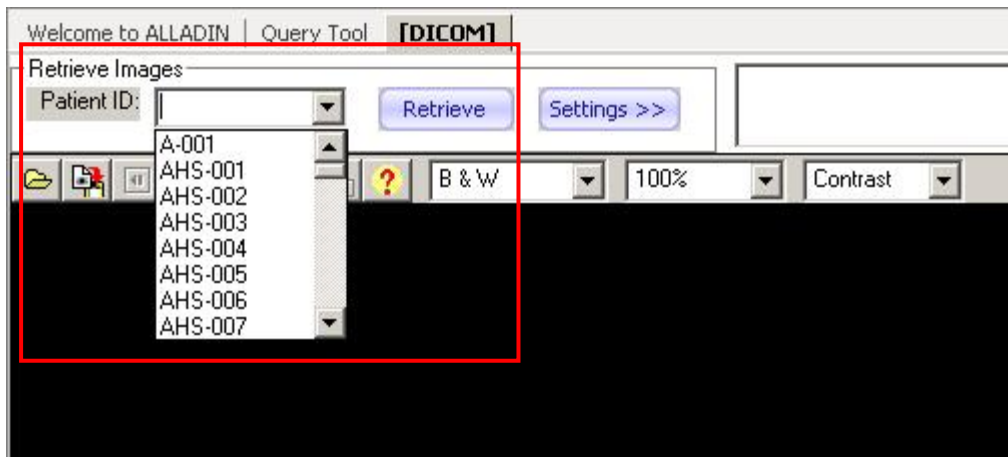 Welcome to ALLADIN | Query Tool [DICOM]
Retrieve Images
Patient ID: Retrieve Settings >>
A-001
AHS-001
? B & W 100% Contrast
AHS-002
AHS-003
AHS-004
AHS-005
AHS-006
AHS-007